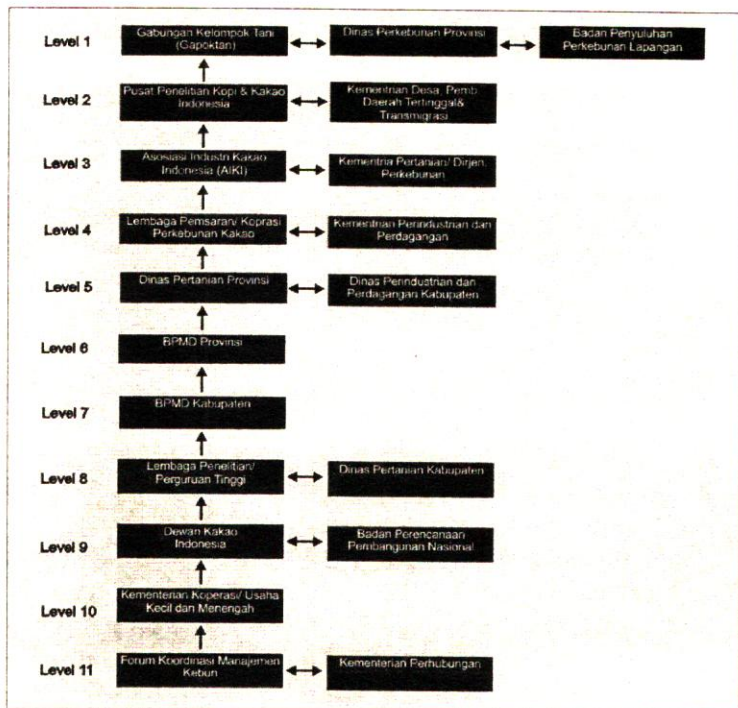 Level 1
Gabungan Kelompok Tani
(Gapoktan)
Dinas Perkebunan Provinsi
Badan Penyuluhan
Perkebunan Lapangan
Level 2
Pusat Penelitian Kopi & Kakao
Indonesia
Kementrian Desa, Pemb.
Daerah Tertinggal&
Transmigrasi
Level 3
Asosiasi Industri Kakao
Indonesia (AIKI)
Kementria Pertanian/ Dirjen.
Perkebunan
Level 4
Lembaga Pemsaran/ Koprasi
Perkebunan Kakao
Kementrian Perindustrian dan
Perdagangan
Level 5
Dinas Pertanian Provinsi
Dinas Perindustrian dan
Perdagangan Kabupaten
Level 6
BPMD Provinsi
Level 7
BPMD Kabupaten
Level 8
Lembaga Penelitian/
Perguruan Tinggi
Dinas Pertanian Kabupaten
Level 9
Dewan Kakao
Indonesia
Badan Perencanaan
Pembangunan Nasional
Level 10
Kementerian Koperasi/ Usaha
Kecil dan Menengah
Level 11
Forum Koordinasi Manajemen
Kebun
Kementerian Perhubungan